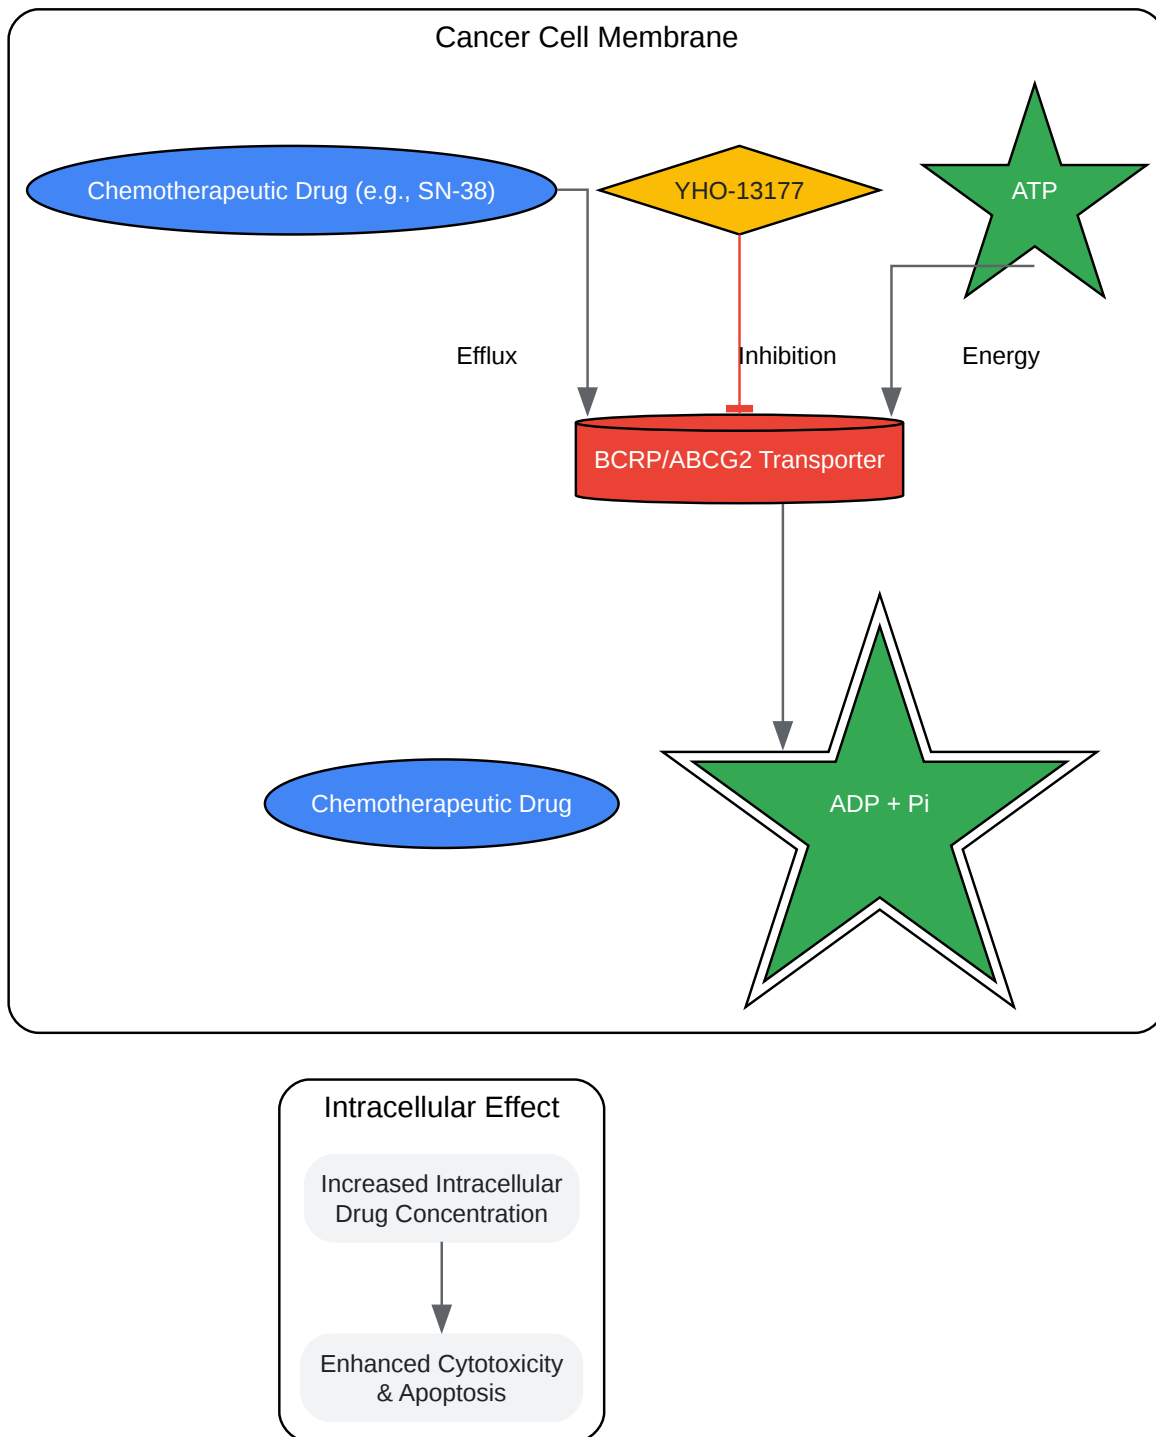 Cancer Cell Membrane
Chemotherapeutic Drug (e.g., SN-38)
YHO-13177
ATP
Efflux
Inhibition
Energy
BCRP/ABCG2 Transporter
Chemotherapeutic Drug
ADP + Pi
Intracellular Effect
Increased Intracellular
Drug Concentration
Enhanced Cytotoxicity
& Apoptosis